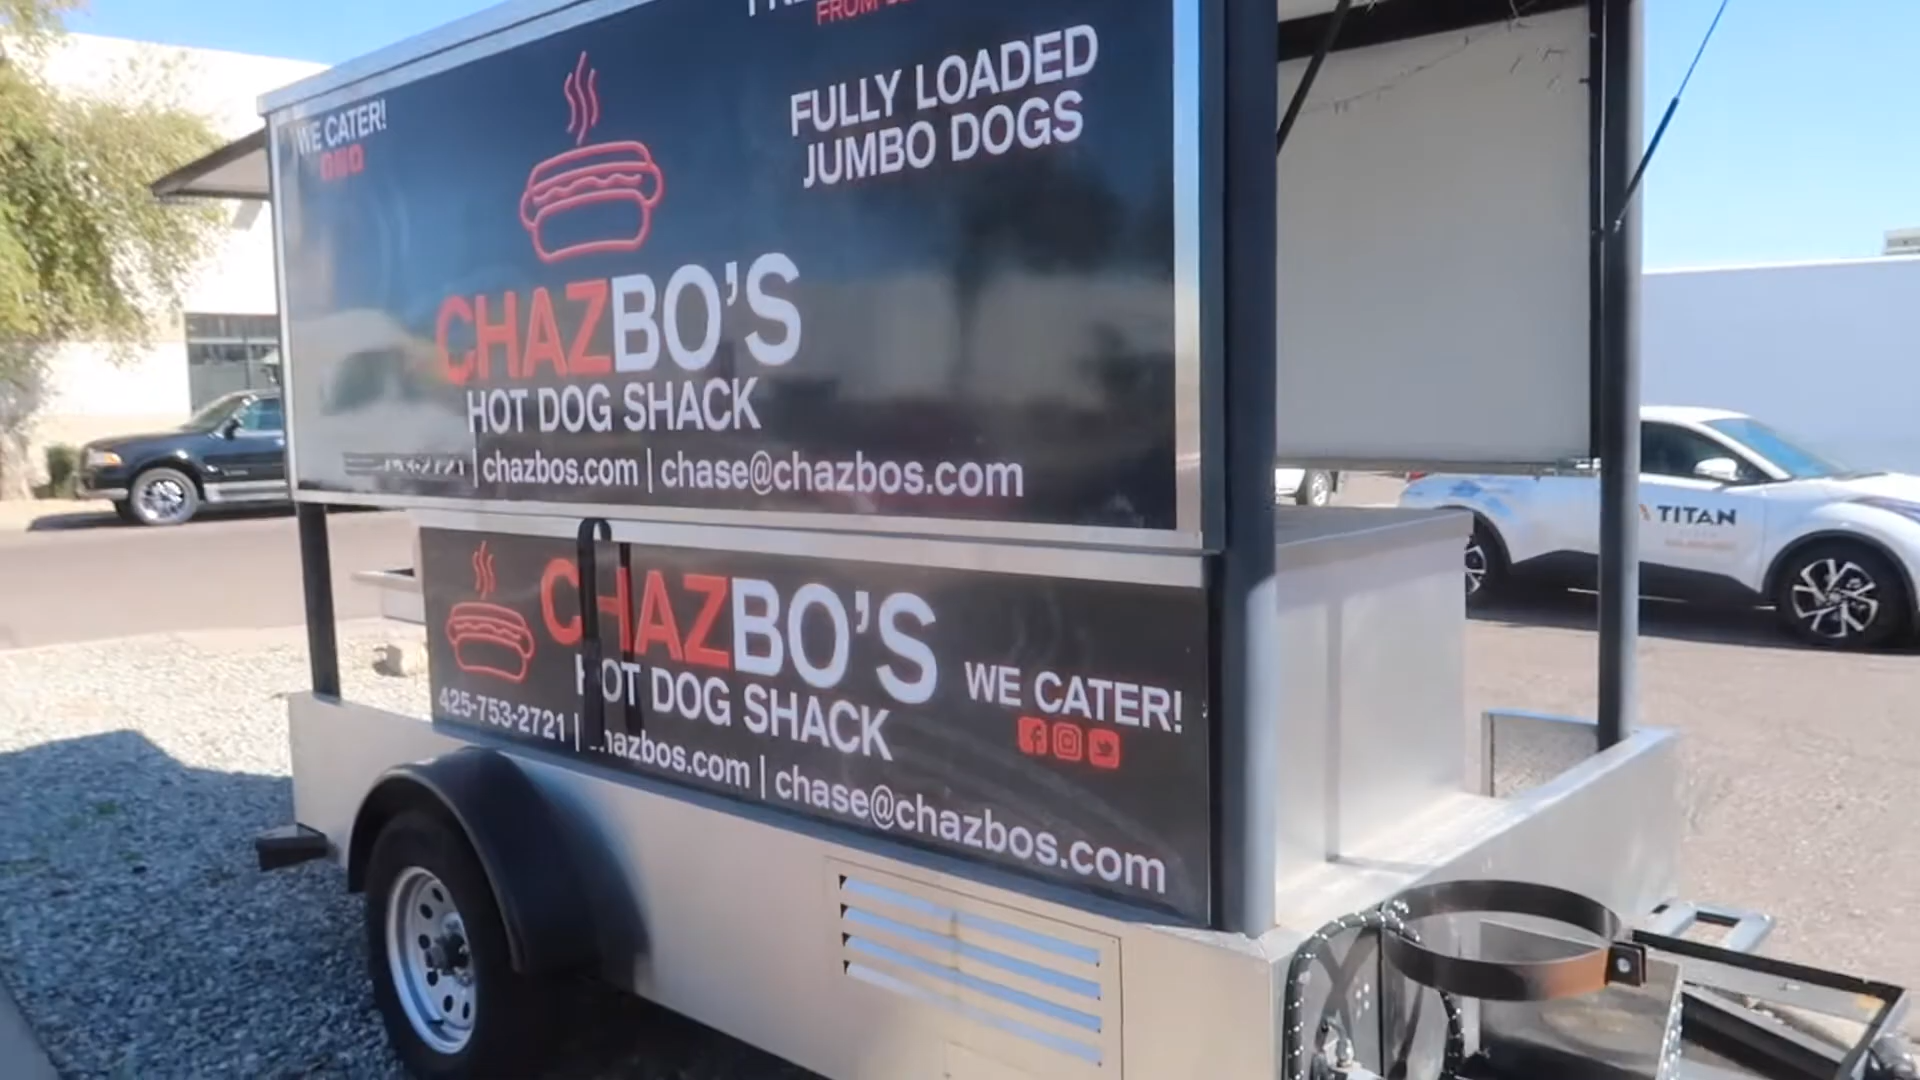 WE CATER!
FULLY LOADED
JUMBO DOGS
CHAZBO'S
HOT DOG SHACK
| chazbos.com | chase@chazbos.com
CHAZBO'S
HOT DOG SHACK
WE CATER!
425-753-2721 | chazbos.com | chase@chazbos.com
TITAN